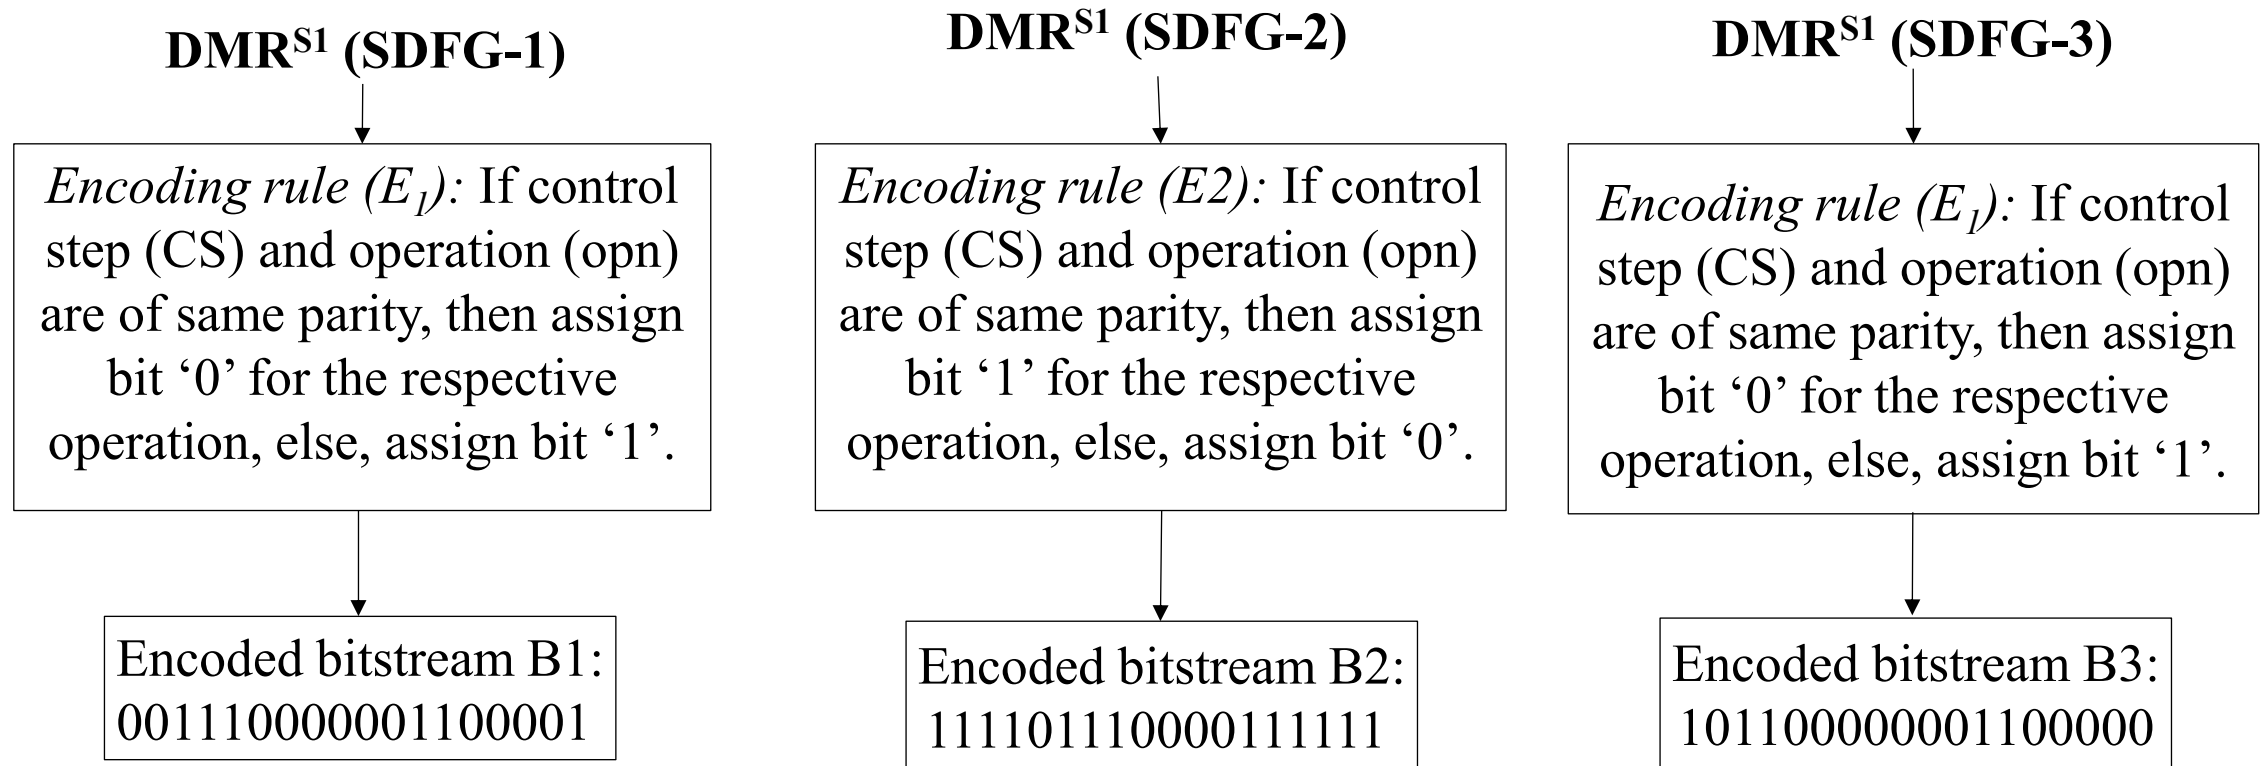 DMR^S1 (SDFG-1)
Encoding rule (E1): If control
step (CS) and operation (opn)
are of same parity, then assign
bit ‘0’ for the respective
operation, else, assign bit ‘1’.
Encoded bitstream B1:
001110000001100001
DMR^S1 (SDFG-2)
Encoding rule (E2): If control
step (CS) and operation (opn)
are of same parity, then assign
bit ‘1’ for the respective
operation, else, assign bit ‘0’.
Encoded bitstream B2:
111101110000111111
DMR^S1 (SDFG-3)
Encoding rule (E1): If control
step (CS) and operation (opn)
are of same parity, then assign
bit ‘0’ for the respective
operation, else, assign bit ‘1’.
Encoded bitstream B3:
101100000001100000